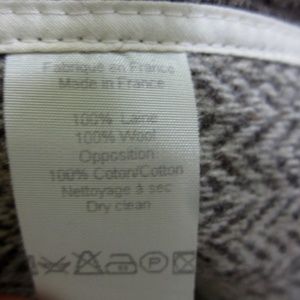 Fabriqué en France
Made in France
100% Laine
100% Wool
Opposition
100% Coton/Cotton
Nettoyage à sec
Dry clean
P